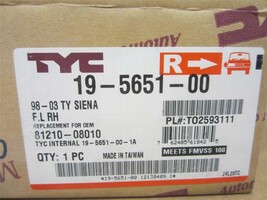 TYC
R
19-5651-00
98-03 TY SIENA
F.L RH
REPLACEMENT FOR OEM
81210-08010
TYC INTERNAL 19-5651-00-1A
QTY: 1 PC
MADE IN TAIWAN
PL#:TO2593111
MEETS FMVSS 108